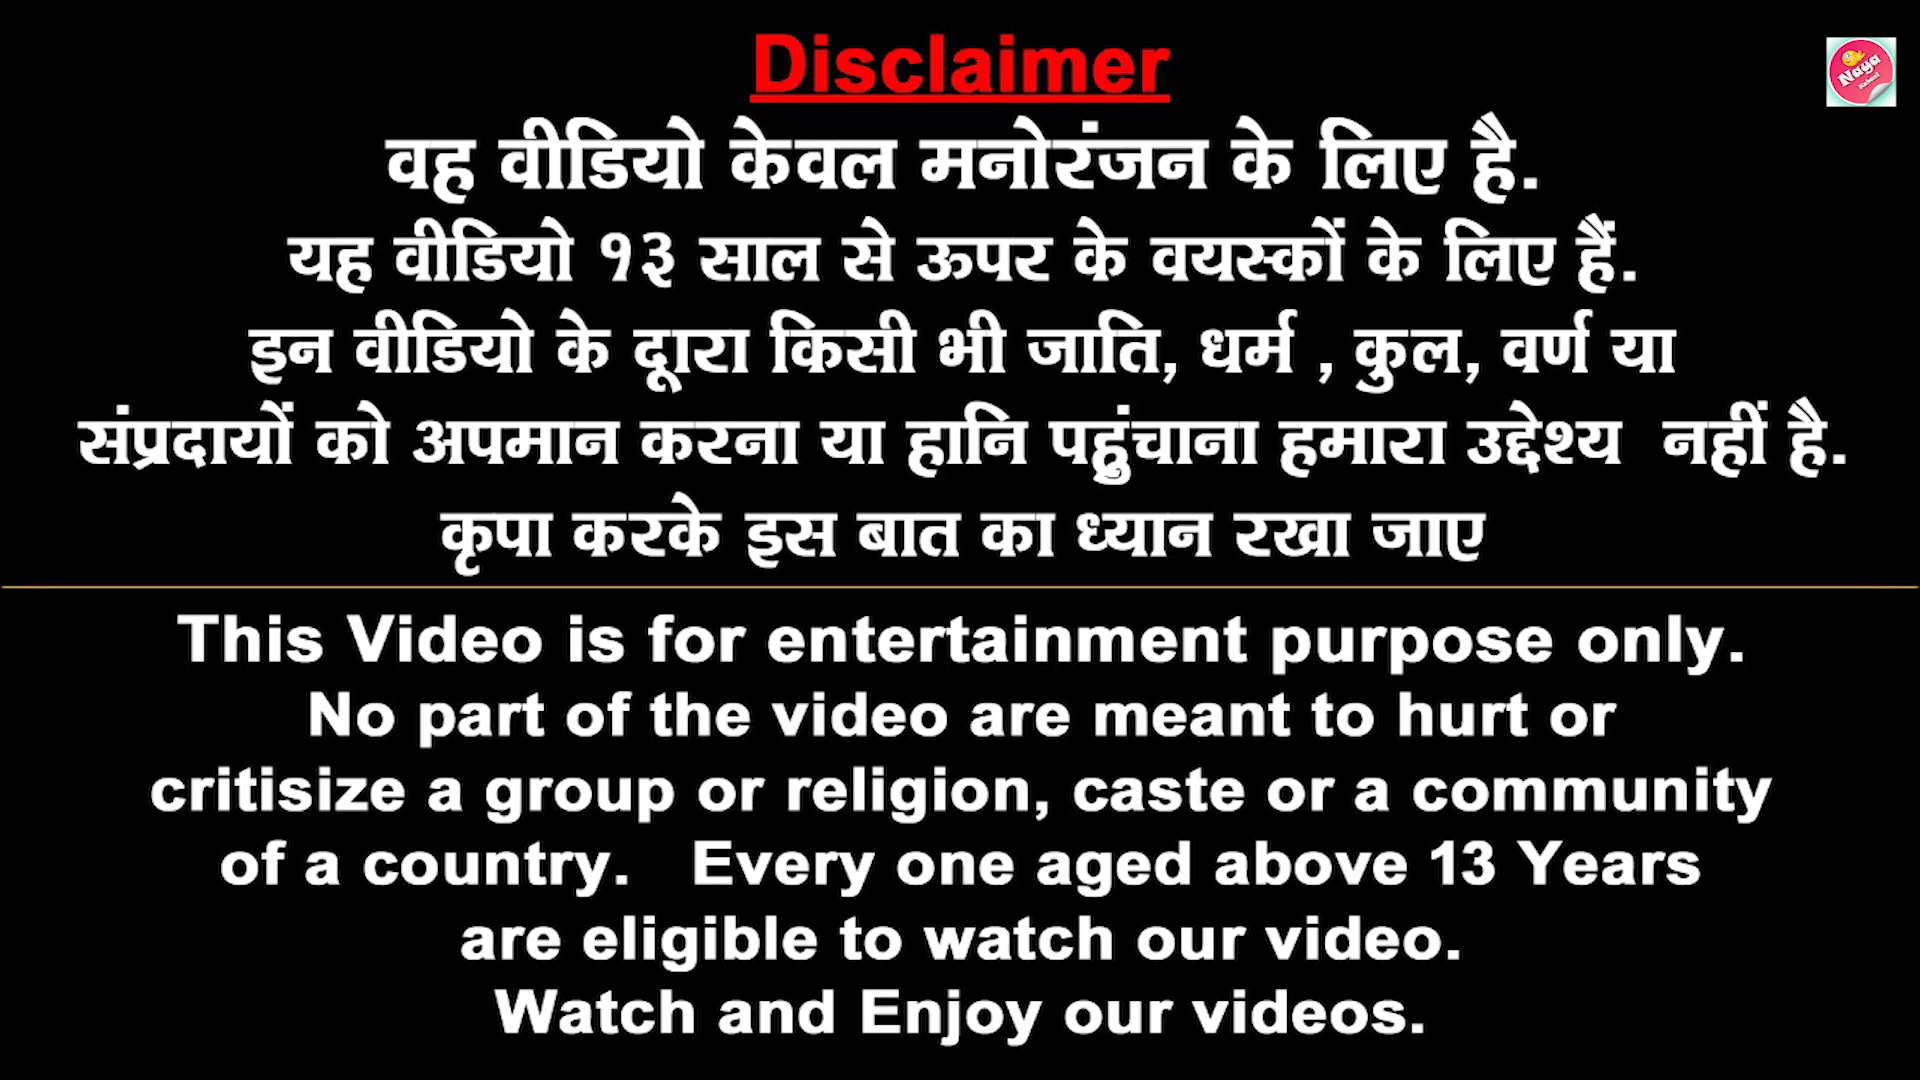 Disclaimer
Naya
वह वीडियो केवल मनोरंजन के लिए है.
यह वीडियो १३ साल से ऊपर के वयस्कों के लिए हैं.
इन वीडियो के दूारा किसी भी जाति, धर्म , कुल, वर्ण या
संप्रदायों को अपमान करना या हानि पहुंचाना हमारा उद्देश्य नहीं है.
कृपा करके इस बात का ध्यान रखा जाए
This Video is for entertainment purpose only.
No part of the video are meant to hurt or
critisize a group or religion, caste or a community
of a country. Every one aged above 13 Years
are eligible to watch our video.
Watch and Enjoy our videos.